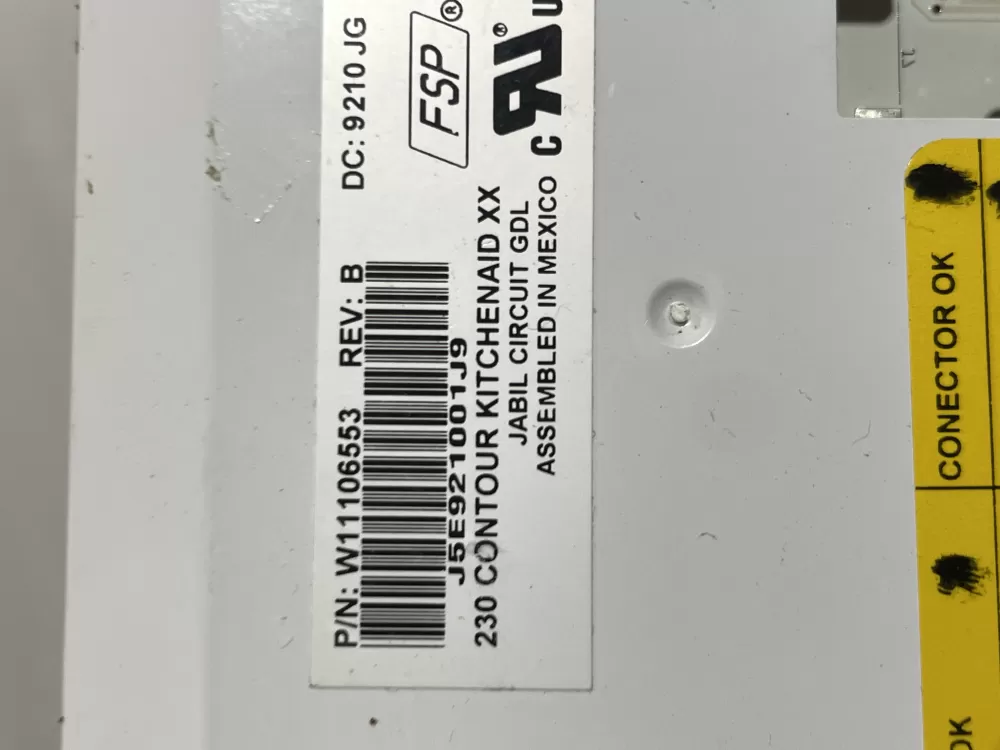 P/N: W11106553 REV: B DC: 9210 JG
J5E921001J9
230 CONTOUR KITCHENAID XX
JABIL CIRCUIT GDL
ASSEMBLED IN MEXICO
FSP®
®
C U
CONECTOR OK
OK